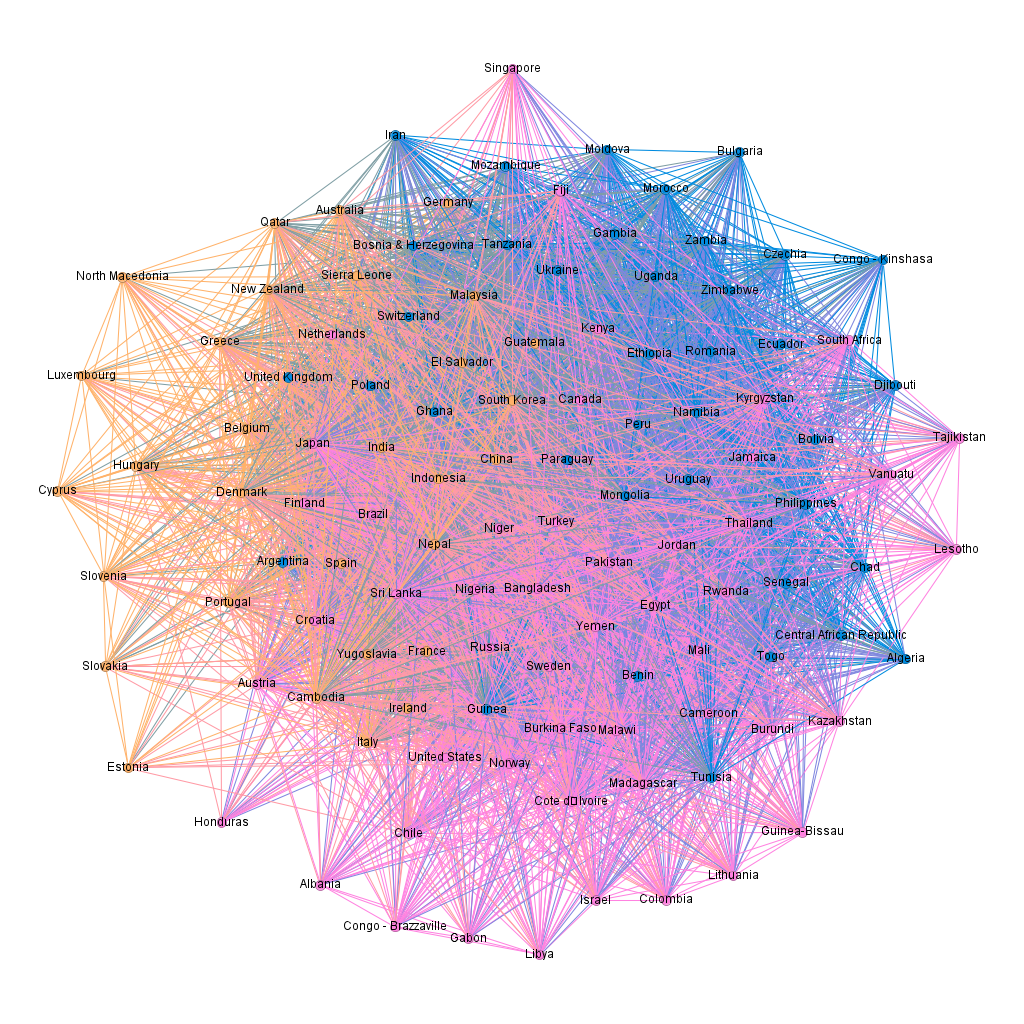 Singapore
Iran
Moldova
Bulgaria
Mozambique
Morocco
Fiji
Germany
Australia
Qatar
Gambia
Zambia
Bosnia & Herzegovina
Tanzania
Czechia
Congo - Kinshasa
Ukraine
North Macedonia
Sierra Leone
Uganda
New Zealand
Malaysia
Zimbabwe
Switzerland
Kenya
Netherlands
Greece
Guatemala
South Africa
Ecuador
Ethiopia
Romania
El Salvador
Luxembourg
United Kingdom
Poland
Djibouti
South Korea
Canada
Kyrgyzstan
Ghana
Namibia
Peru
Belgium
Japan
India
Bolivia
Tajikistan
China
Paraguay
Jamaica
Hungary
Vanuatu
Indonesia
Uruguay
Cyprus
Denmark
Mongolia
Finland
Philippines
Brazil
Turkey
Thailand
Niger
Nepal
Jordan
Lesotho
Argentina
Spain
Pakistan
Chad
Slovenia
Senegal
Nigeria
Bangladesh
Rwanda
Sri Lanka
Portugal
Egypt
Croatia
Yemen
Central African Republic
Russia
Mali
France
Yugoslavia
Togo
Algeria
Slovakia
Sweden
Benin
Austria
Cambodia
Ireland
Guinea
Cameroon
Kazakhstan
Burkina Faso
Malawi
Burundi
Italy
United States
Norway
Estonia
Tunisia
Madagascar
Cote d□Ivoire
Honduras
Chile
Guinea-Bissau
Lithuania
Albania
Israel
Colombia
Congo - Brazzaville
Gabon
Libya